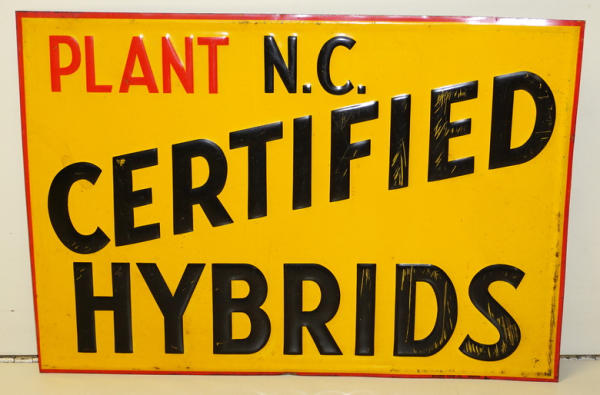 PLANT N.C.
CERTIFIED
HYBRIDS